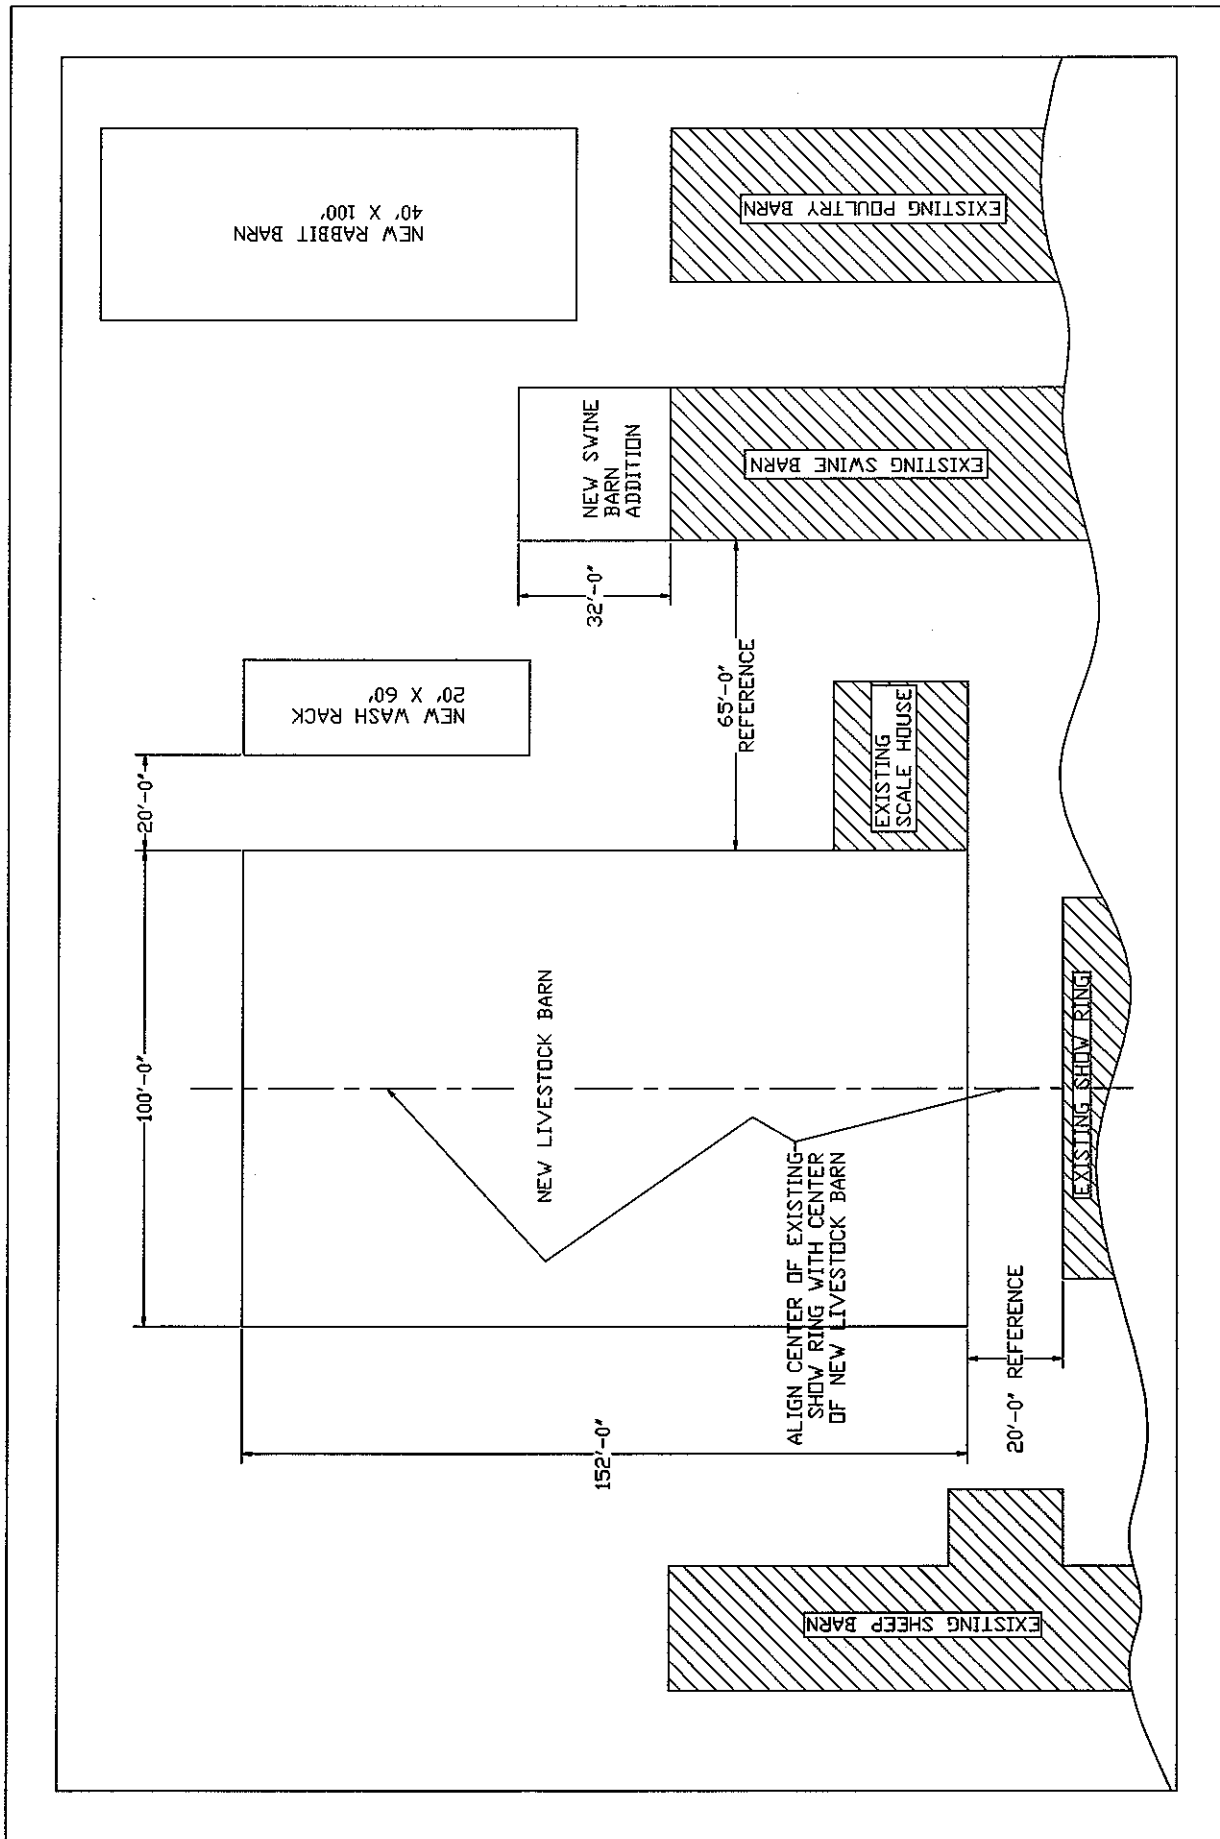 NEW RABBIT BARN
40' X 100'
EXISTING POULTRY BARN
NEW SWINE
BARN
ADDITION
EXISTING SWINE BARN
32'-0"
NEW WASH RACK
20' X 60'
65'-0"
REFERENCE
EXISTING
SCALE HOUSE
20'-0"
100'-0"
NEW LIVESTOCK BARN
EXISTING SHOW RING
ALIGN CENTER OF EXISTING
SHOW RING WITH CENTER
OF NEW LIVESTOCK BARN
20'-0" REFERENCE
152'-0"
EXISTING SHEEP BARN